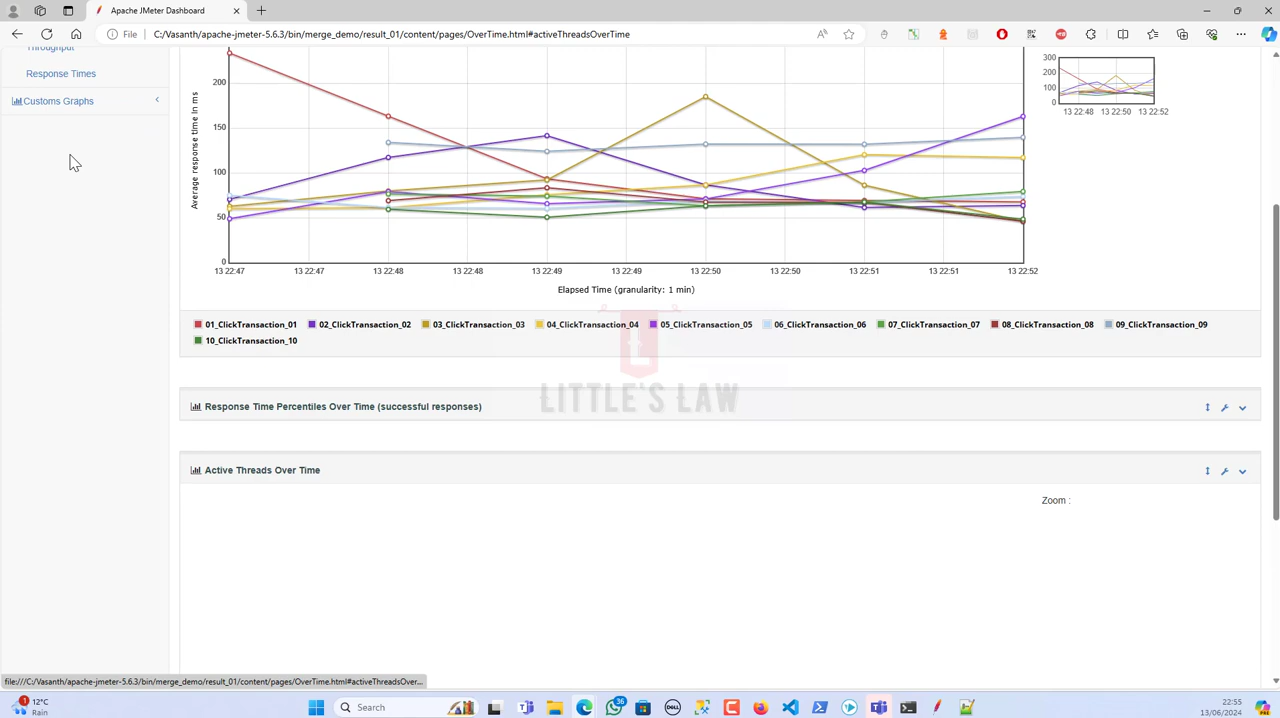 Apache JMeter Dashboard
File
C:/Vasanth/apache-jmeter-5.6.3/bin/merge_demo/result_01/content/pages/OverTime.html#activeThreadsOverTime
Throughput
Response Times
Customs Graphs
Average response time in ms
200
150
100
50
0
13 22:47 13 22:47 13 22:48 13 22:48 13 22:49 13 22:49 13 22:50 13 22:50 13 22:51 13 22:51 13 22:52
Elapsed Time (granularity: 1 min)
300
200
100
0
13 22:48 13 22:50 13 22:52
01_ClickTransaction_01 02_ClickTransaction_02 03_ClickTransaction_03 04_ClickTransaction_04 05_ClickTransaction_05 06_ClickTransaction_06 07_ClickTransaction_07 08_ClickTransaction_08 09_ClickTransaction_09
10_ClickTransaction_10
LITTLE'S LAW
Response Time Percentiles Over Time (successful responses)
Active Threads Over Time
Zoom :
file:///C:/Vasanth/apache-jmeter-5.6.3/bin/merge_demo/result_01/content/pages/OverTime.html#activeThreadsOver...
1
12°C
Rain
Search
36
DELL
22:55
13/06/2024